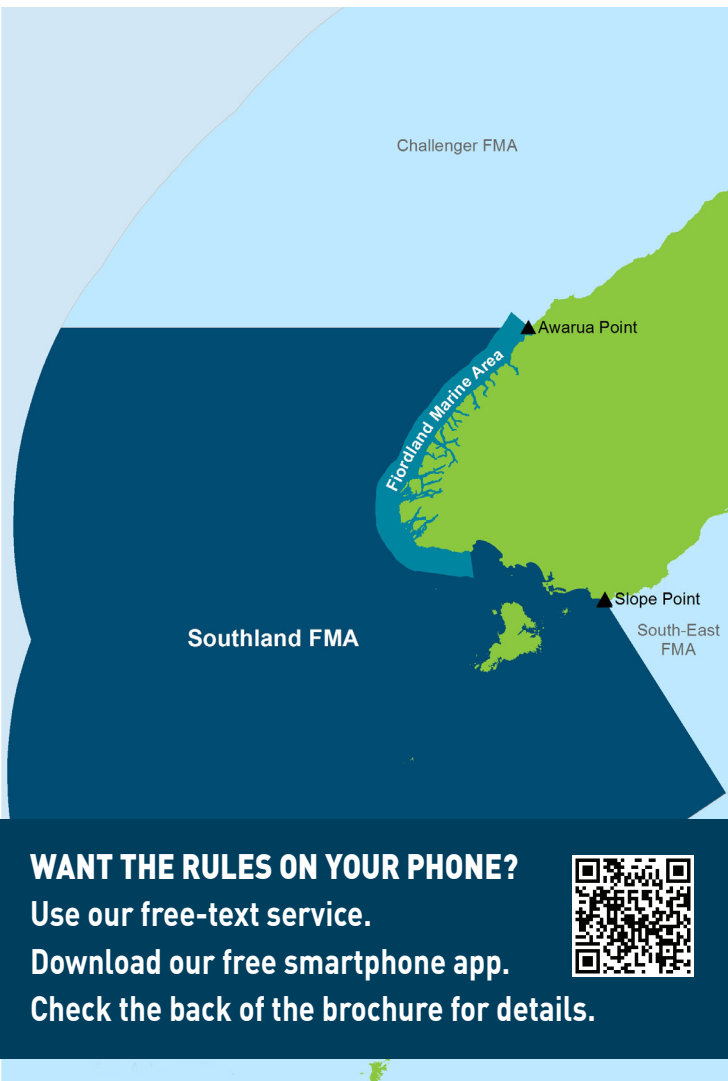 Challenger FMA
Awarua Point
Fiordland Marine Area
Slope Point
South-East
FMA
Southland FMA
WANT THE RULES ON YOUR PHONE?
Use our free-text service.
Download our free smartphone app.
Check the back of the brochure for details.